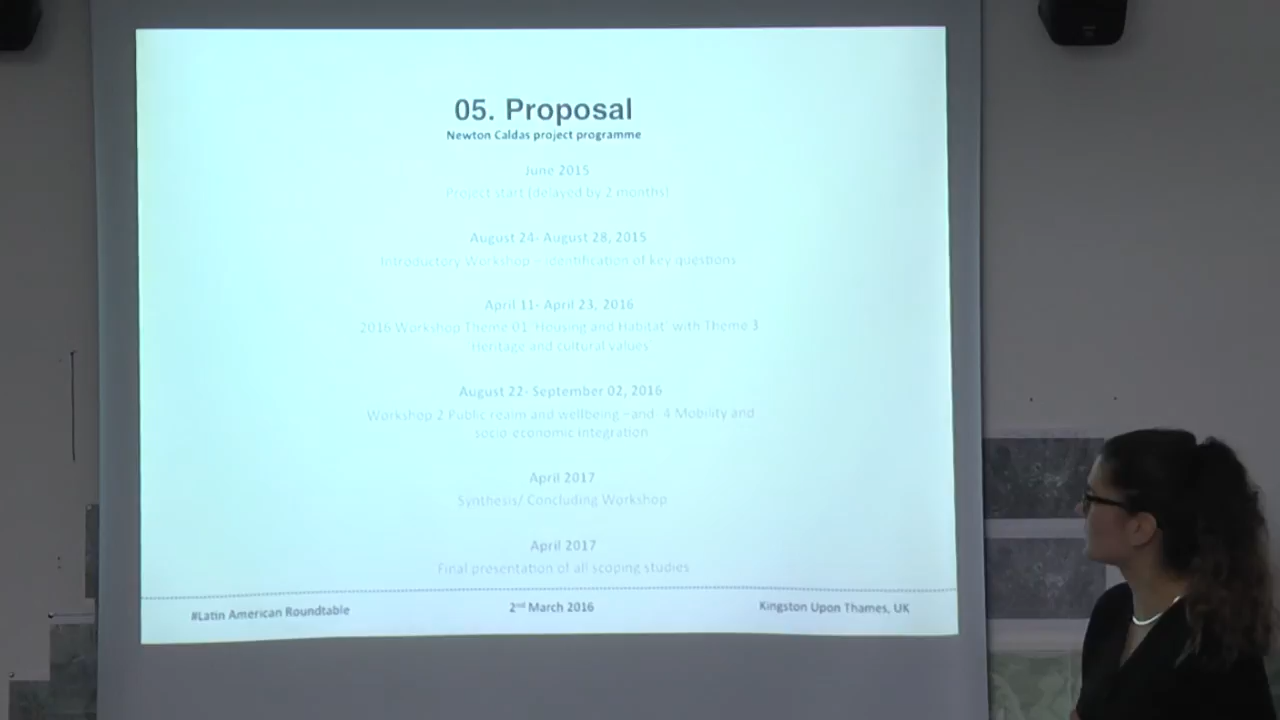 05. Proposal
Newton Caldas project programme
June 2015
Project start (delayed by 2 months)
August 24- August 28, 2015
Introductory Workshop – identification of key questions
April 11- April 23, 2016
2016 Workshop Theme 01 'Housing and Habitat' with Theme 3
Heritage and cultural values
August 22- September 02, 2016
Workshop 2 Public realm and wellbeing –and 4 Mobility and
socio-economic integration
April 2017
Synthesis/ Concluding Workshop
April 2017
Final presentation of all scoping studies
#Latin American Roundtable
2nd March 2016
Kingston Upon Thames, UK